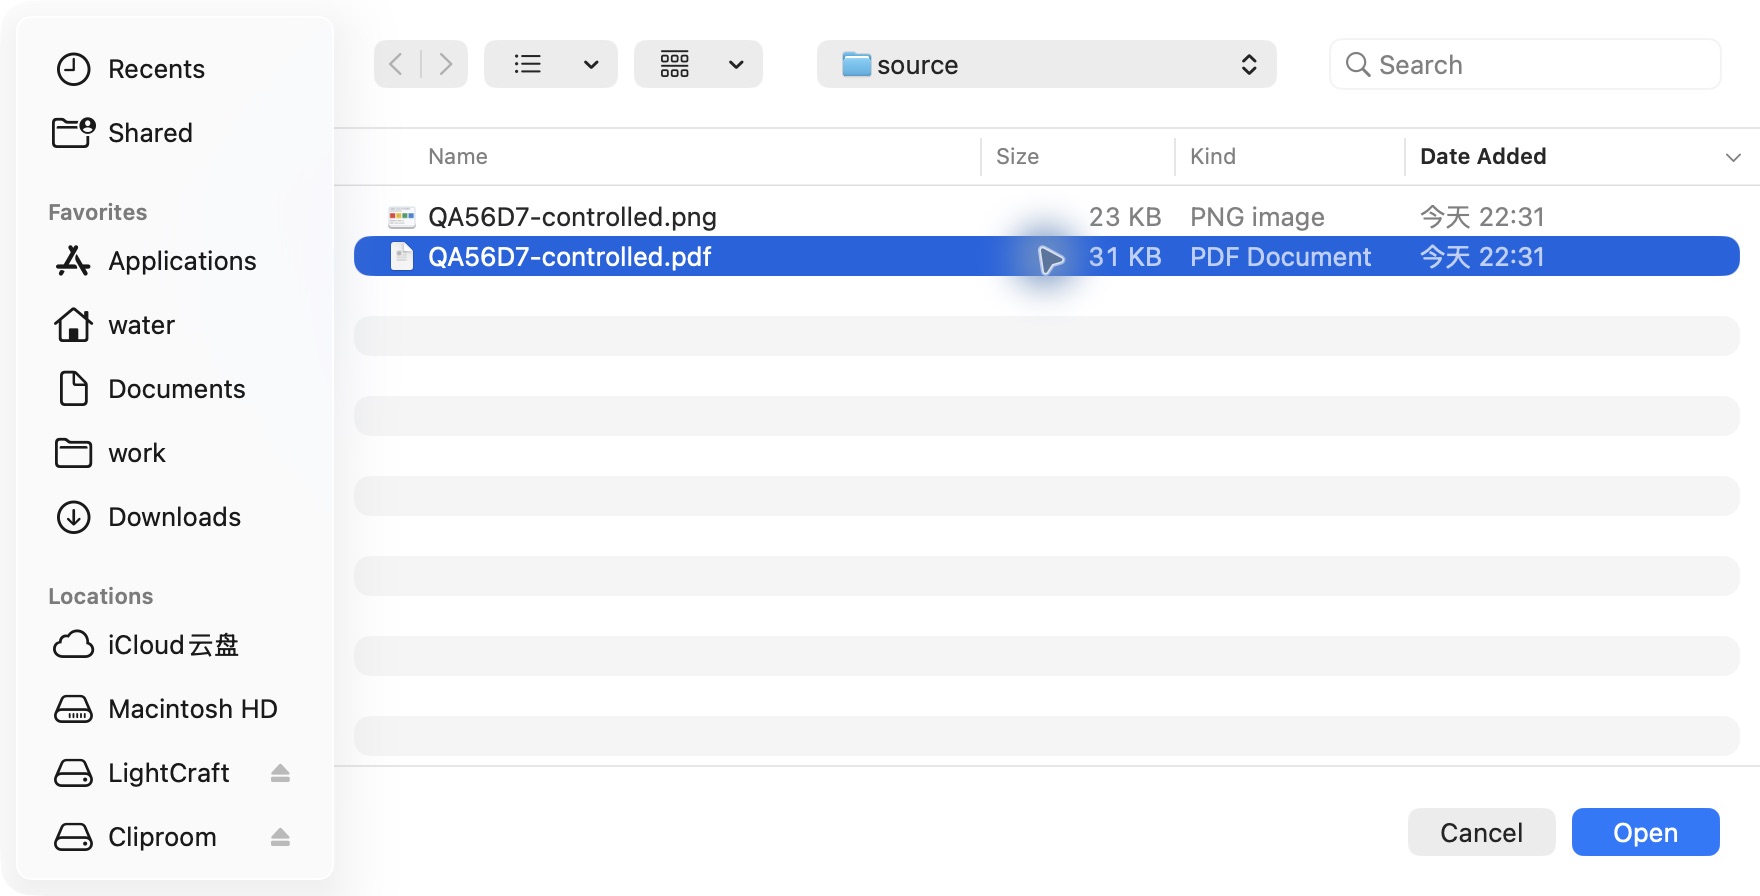 Recents
Shared
Favorites
Applications
water
Documents
work
Downloads
Locations
iCloud云盘
Macintosh HD
LightCraft
Cliproom
source
Search
Name Size Kind Date Added
QA56D7-controlled.png 23 KB PNG image 今天 22:31
QA56D7-controlled.pdf 31 KB PDF Document 今天 22:31
Cancel Open